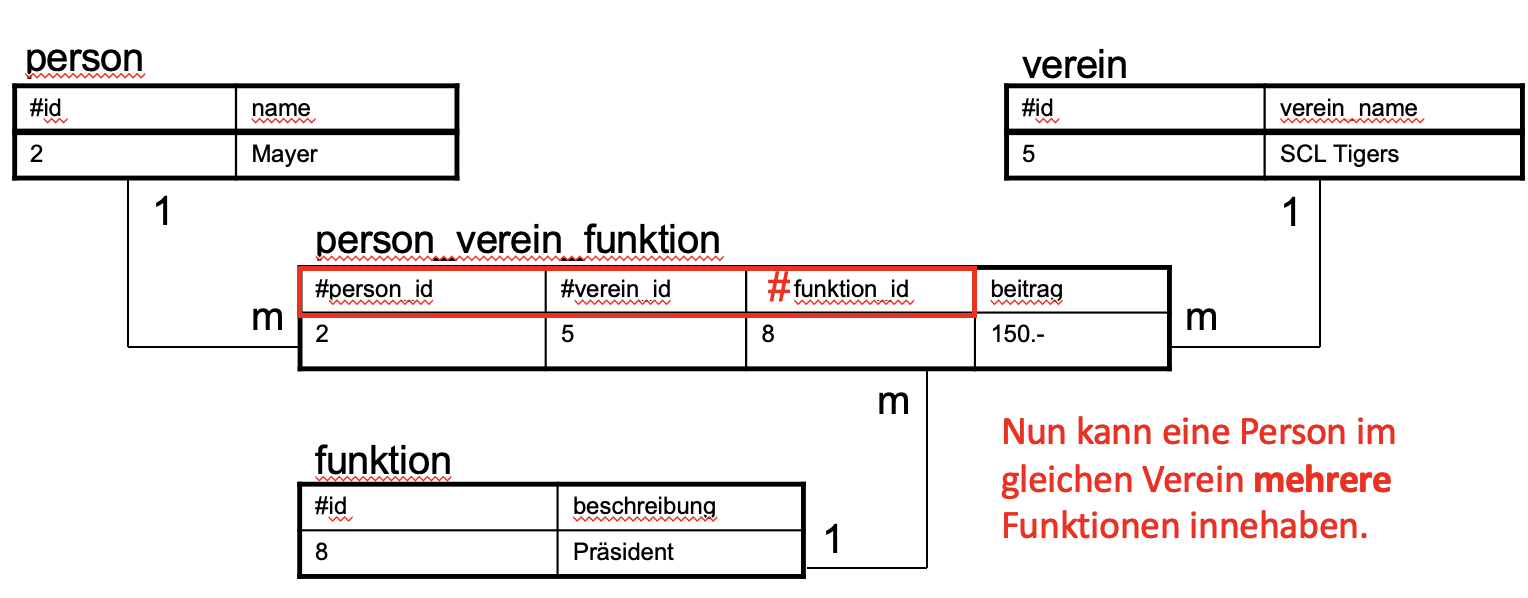 person
#id name
2 Mayer
verein
#id verein_name
5 SCL Tigers
1
1
person_verein_funktion
#person_id #verein_id #funktion_id beitrag
2 5 8 150.-
m
m
m
funktion
#id beschreibung
8 Präsident
1
Nun kann eine Person im
gleichen Verein mehrere
Funktionen innehaben.